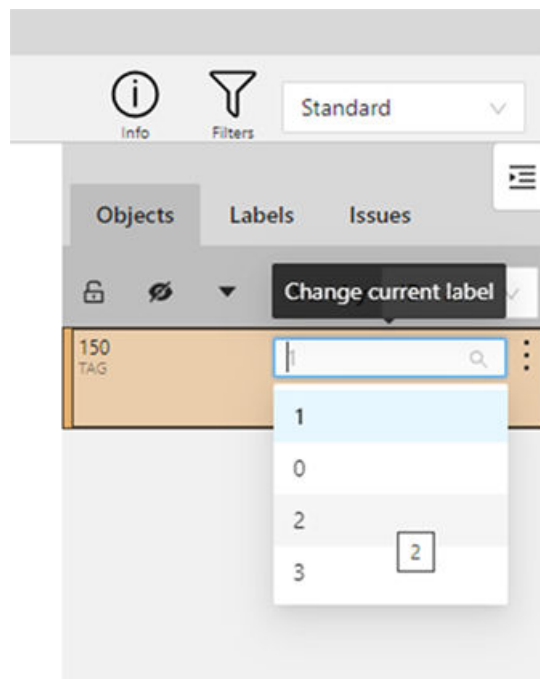 Info
Filters
Standard
Objects Labels Issues
Change current label
150
TAG
1
1
0
2
2
3